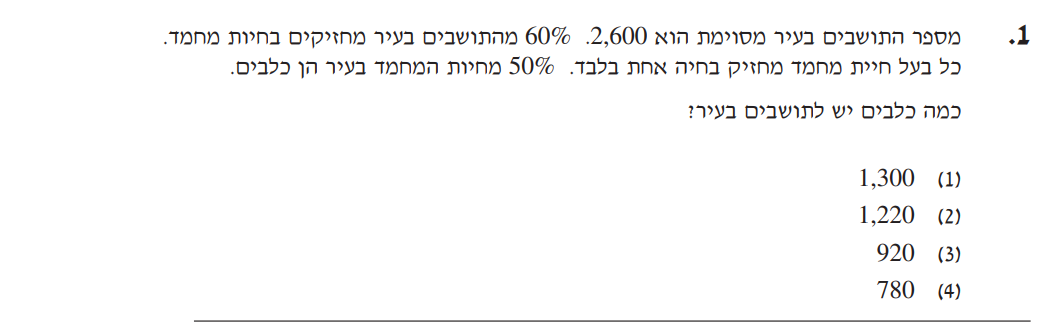 1. מספר התושבים בעיר מסוימת הוא 2,600. 60% מהתושבים בעיר מחזיקים בחיות מחמד.
כל בעל חיית מחמד מחזיק בחיה אחת בלבד. 50% מחיות המחמד בעיר הן כלבים.
כמה כלבים יש לתושבים בעיר?
(1) 1,300
(2) 1,220
(3) 920
(4) 780